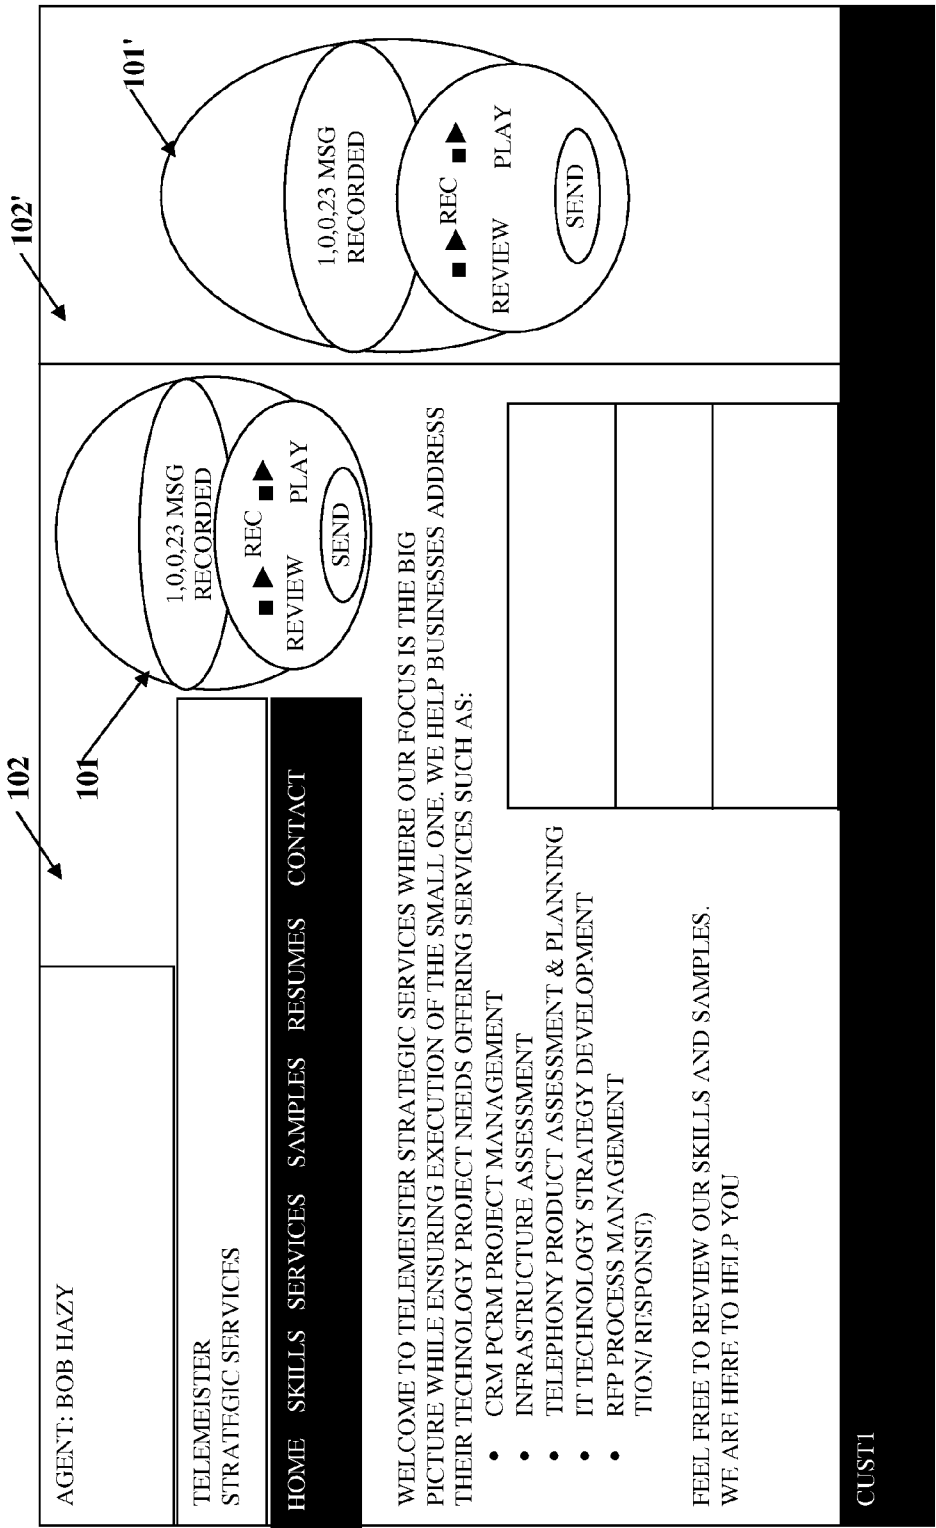 102
102'
101
101'
AGENT: BOB HAZY
TELEMEISTER
STRATEGIC SERVICES
HOME SKILLS SERVICES SAMPLES RESUMES CONTACT
1,0,0,23 MSG
RECORDED
REC
REVIEW PLAY
SEND
1,0,0,23 MSG
RECORDED
REC
REVIEW PLAY
SEND
WELCOME TO TELEMEISTER STRATEGIC SERVICES WHERE OUR FOCUS IS THE BIG
PICTURE WHILE ENSURING EXECUTION OF THE SMALL ONE. WE HELP BUSINESSES ADDRESS
THEIR TECHNOLOGY PROJECT NEEDS OFFERING SERVICES SUCH AS:
• CRM PCRM PROJECT MANAGEMENT
• INFRASTRUCTURE ASSESSMENT
• TELEPHONY PRODUCT ASSESSMENT & PLANNING
• IT TECHNOLOGY STRATEGY DEVELOPMENT
• RFP PROCESS MANAGEMENT
TION/ RESPONSE)
FEEL FREE TO REVIEW OUR SKILLS AND SAMPLES.
WE ARE HERE TO HELP YOU
CUST1